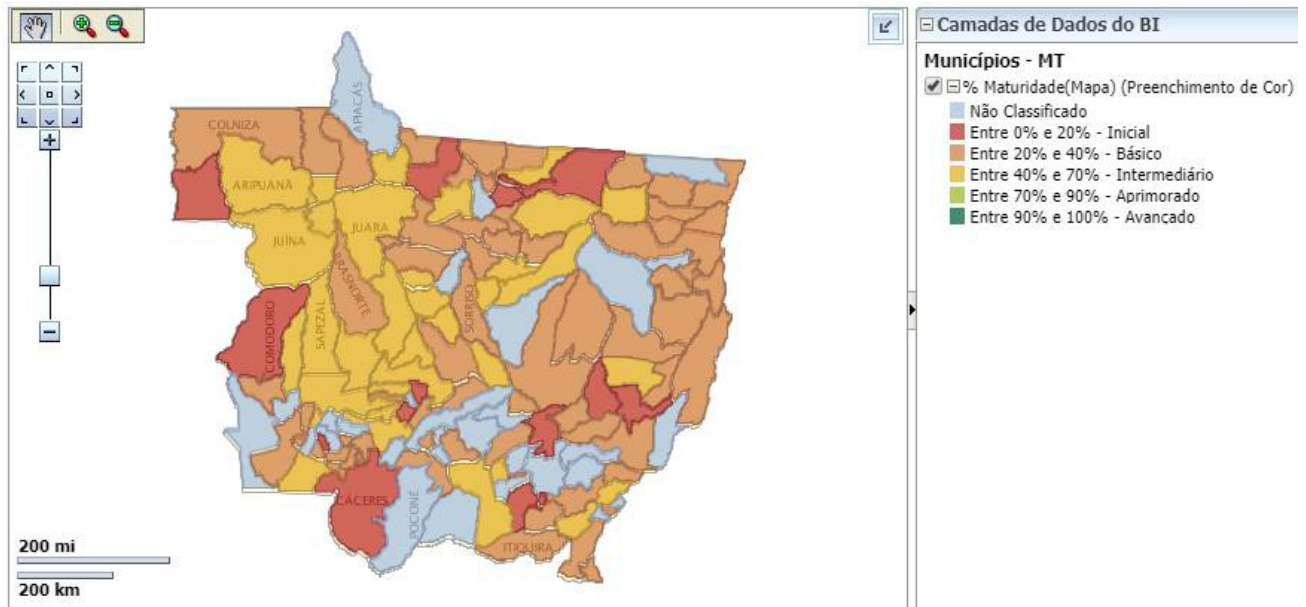 Camadas de Dados do BI
Municípios - MT
% Maturidade(Mapa) (Preenchimento de Cor)
Não Classificado
Entre 0% e 20% - Inicial
Entre 20% e 40% - Básico
Entre 40% e 70% - Intermediário
Entre 70% e 90% - Aprimorado
Entre 90% e 100% - Avançado
APIACÁS
COLNIZA
ARIPUANÃ
JUÍNA
JUARA
BRASNORTE
SORRISO
COMODORO
SAPEZAL
CÁCERES
POCONÉ
ITIQUIRA
200 mi
200 km